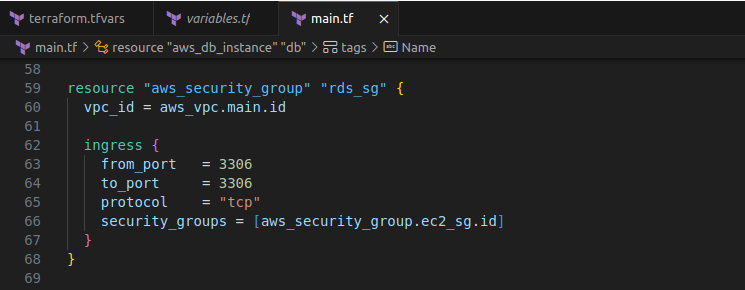 terraform.tfvars variables.tf main.tf ×
main.tf > resource "aws_db_instance" "db" > tags > abc Name
58
59 resource "aws_security_group" "rds_sg" {
60   vpc_id = aws_vpc.main.id
61
62   ingress {
63     from_port   = 3306
64     to_port     = 3306
65     protocol    = "tcp"
66     security_groups = [aws_security_group.ec2_sg.id]
67   }
68 }
69